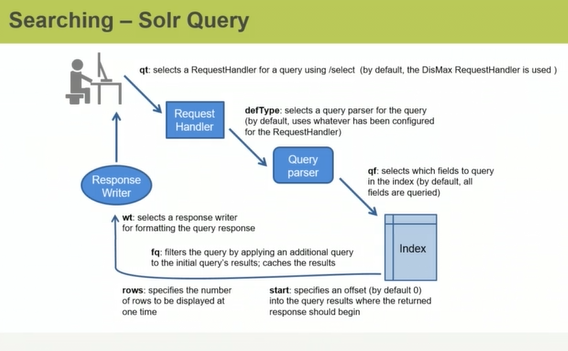 Searching – Solr Query
qt: selects a RequestHandler for a query using /select (by default, the DisMax RequestHandler is used )
Request
Handler
defType: selects a query parser for the query
(by default, uses whatever has been configured
for the RequestHandler)
Query
parser
qf: selects which fields to query
in the index (by default, all
fields are queried)
Response
Writer
wt: selects a response writer
for formatting the query response
Index
fq: filters the query by applying an additional query
to the initial query's results; caches the results
rows: specifies the number
of rows to be displayed at
one time
start: specifies an offset (by default 0)
into the query results where the returned
response should begin